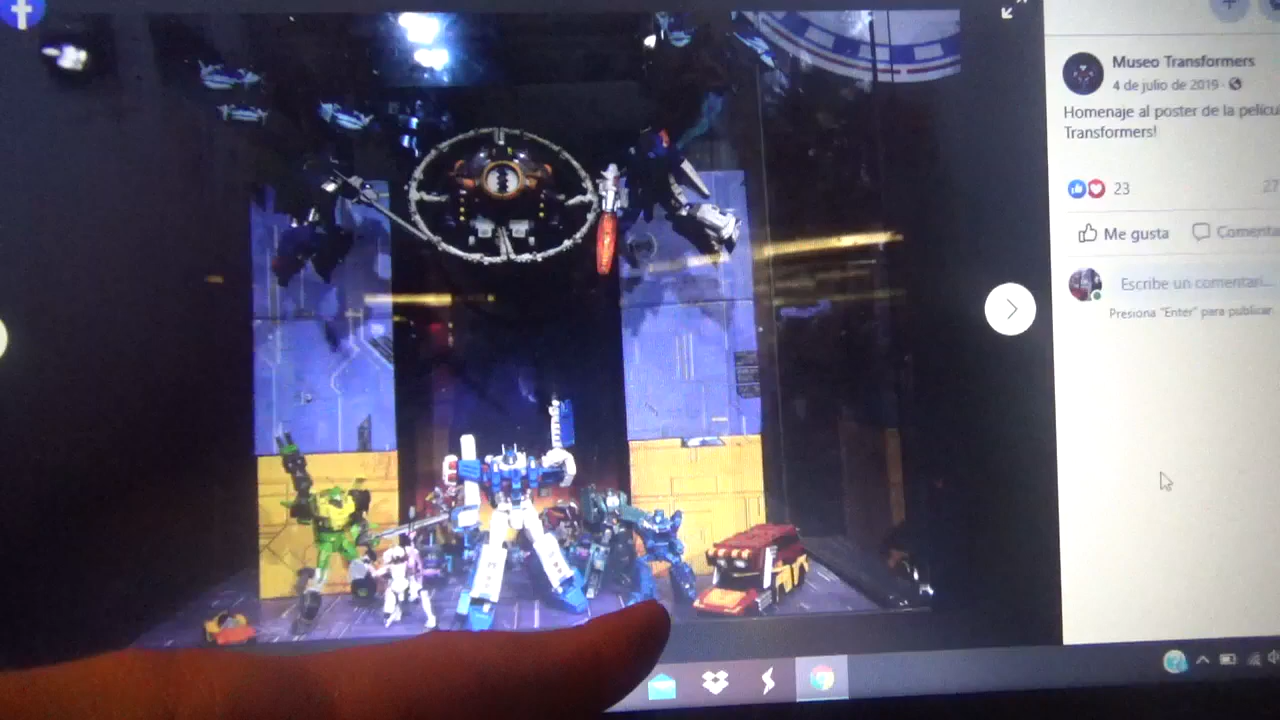 Museo Transformers
4 de julio de 2019 ·
Homenaje al poster de la
Transformers!
23
27
Me gusta
Escribe un comentari...
Presiona "Enter" para publicar.